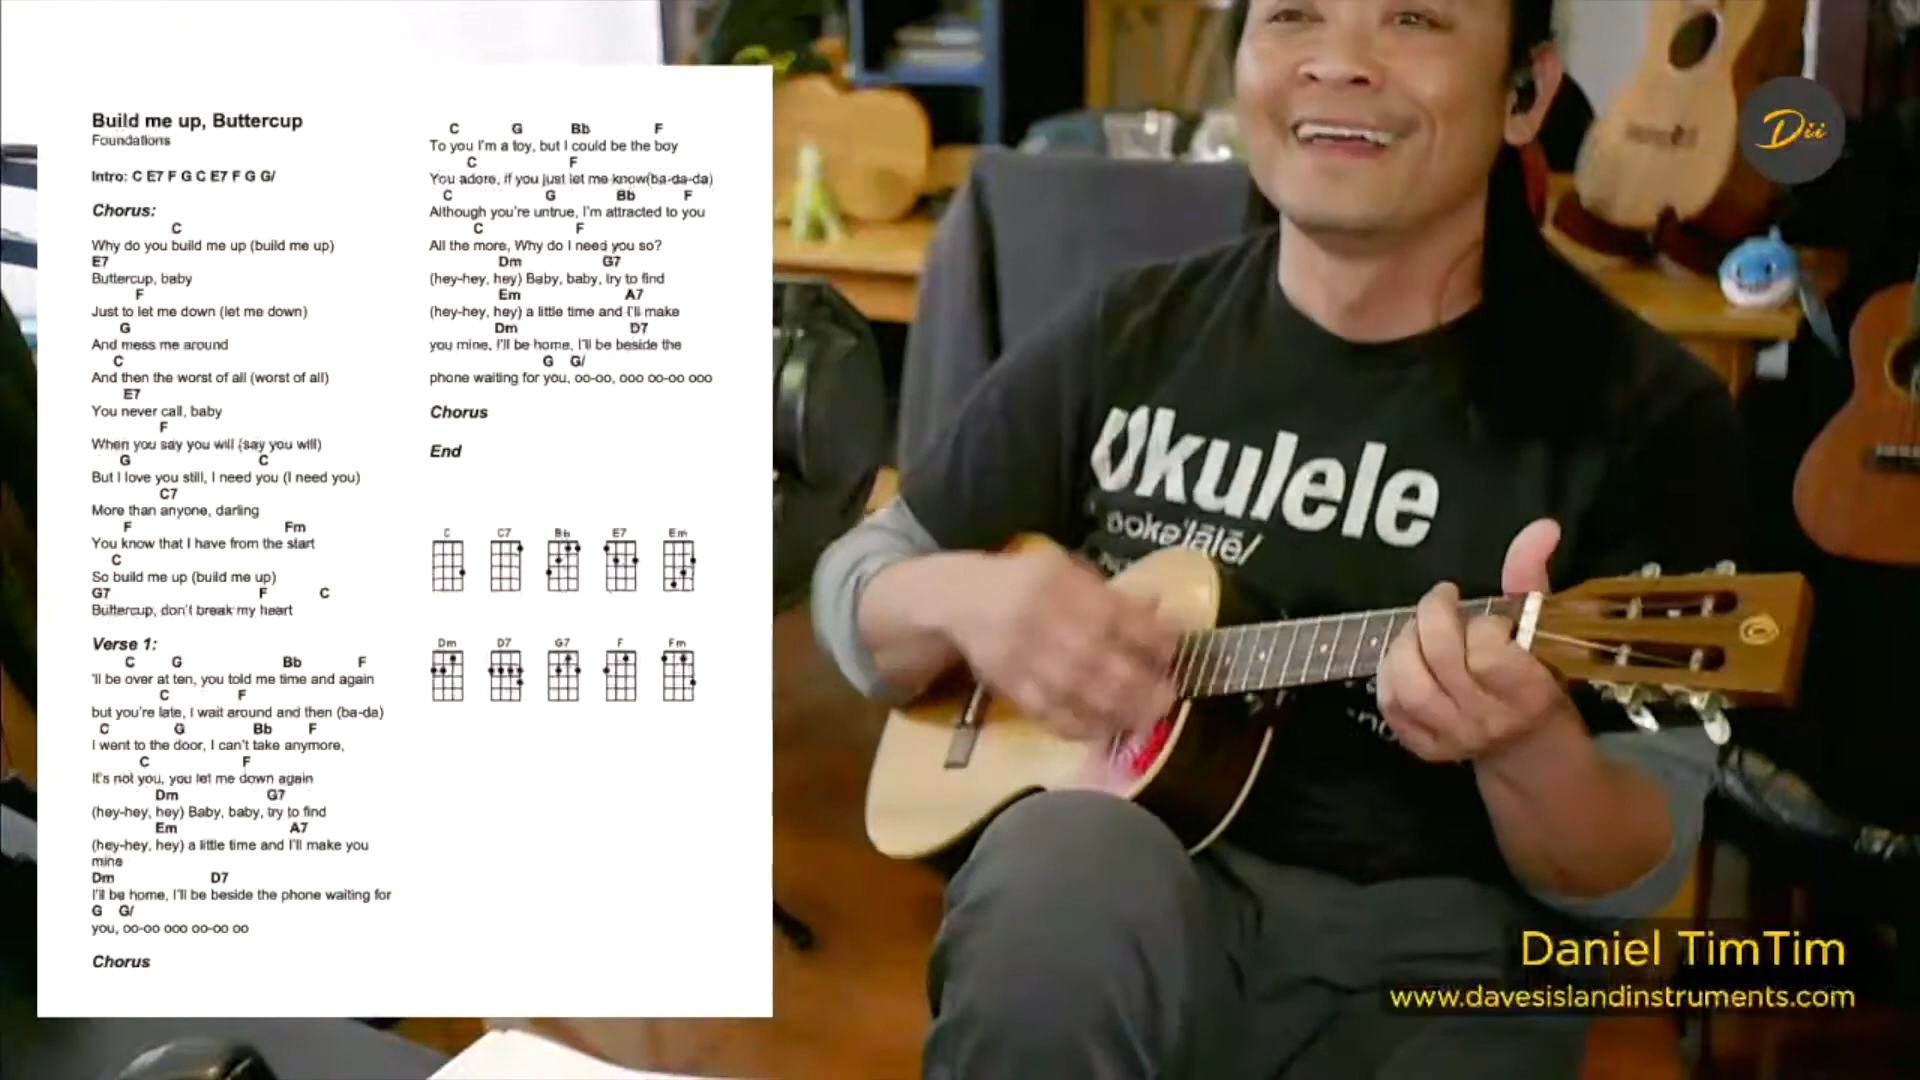 Build me up, Buttercup
Foundations
Intro: C E7 F G C E7 F G G/
Chorus:
C
Why do you build me up (build me up)
E7
Buttercup, baby
F
Just to let me down (let me down)
G
And mess me around
C
And then the worst of all (worst of all)
E7
You never call, baby
F
When you say you will (say you will)
G C
But I love you still, I need you (I need you)
C7
More than anyone, darling
F Fm
You know that I have from the start
C
So build me up (build me up)
G7 F C
Buttercup, don't break my heart
Verse 1:
C G Bb F
'll be over at ten, you told me time and again
C F
but you're late, I wait around and then (ba-da)
C G Bb F
I went to the door, I can't take anymore,
C F
It's not you, you let me down again
Dm G7
(hey-hey, hey) Baby, baby, try to find
Em A7
(hey-hey, hey) a little time and I'll make you
mine
Dm D7
I'll be home, I'll be beside the phone waiting for
G G/
you, oo-oo ooo oo-oo oo
Chorus
C G Bb F
To you I'm a toy, but I could be the boy
C F
You adore, if you just let me know(ba-da-da)
C G Bb F
Although you're untrue, I'm attracted to you
C F
All the more, Why do I need you so?
Dm G7
(hey-hey, hey) Baby, baby, try to find
Em A7
(hey-hey, hey) a little time and I'll make
Dm D7
you mine, I'll be home, I'll be beside the
G G/
phone waiting for you, oo-oo, ooo oo-oo ooo
Chorus
End
C C7 Bb E7 Em
Dm D7 G7 F Fm
Dii
Ukulele
Daniel TimTim
www.davesislandinstruments.com